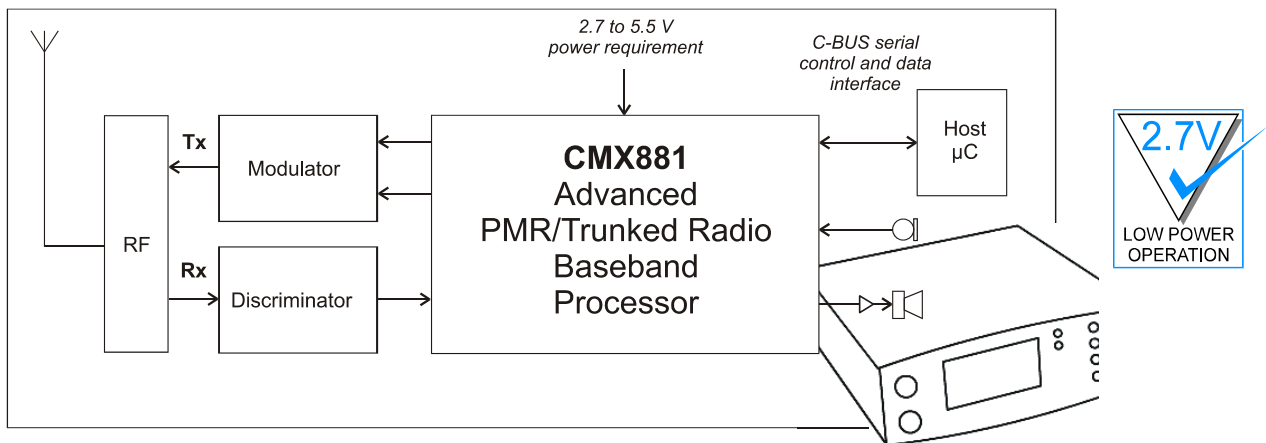 2.7 to 5.5 V
power requirement
C-BUS serial
control and data
interface
Tx
Modulator
RF
Rx
Discriminator
CMX881
Advanced
PMR/Trunked Radio
Baseband
Processor
Host
µC
2.7V
LOW POWER
OPERATION